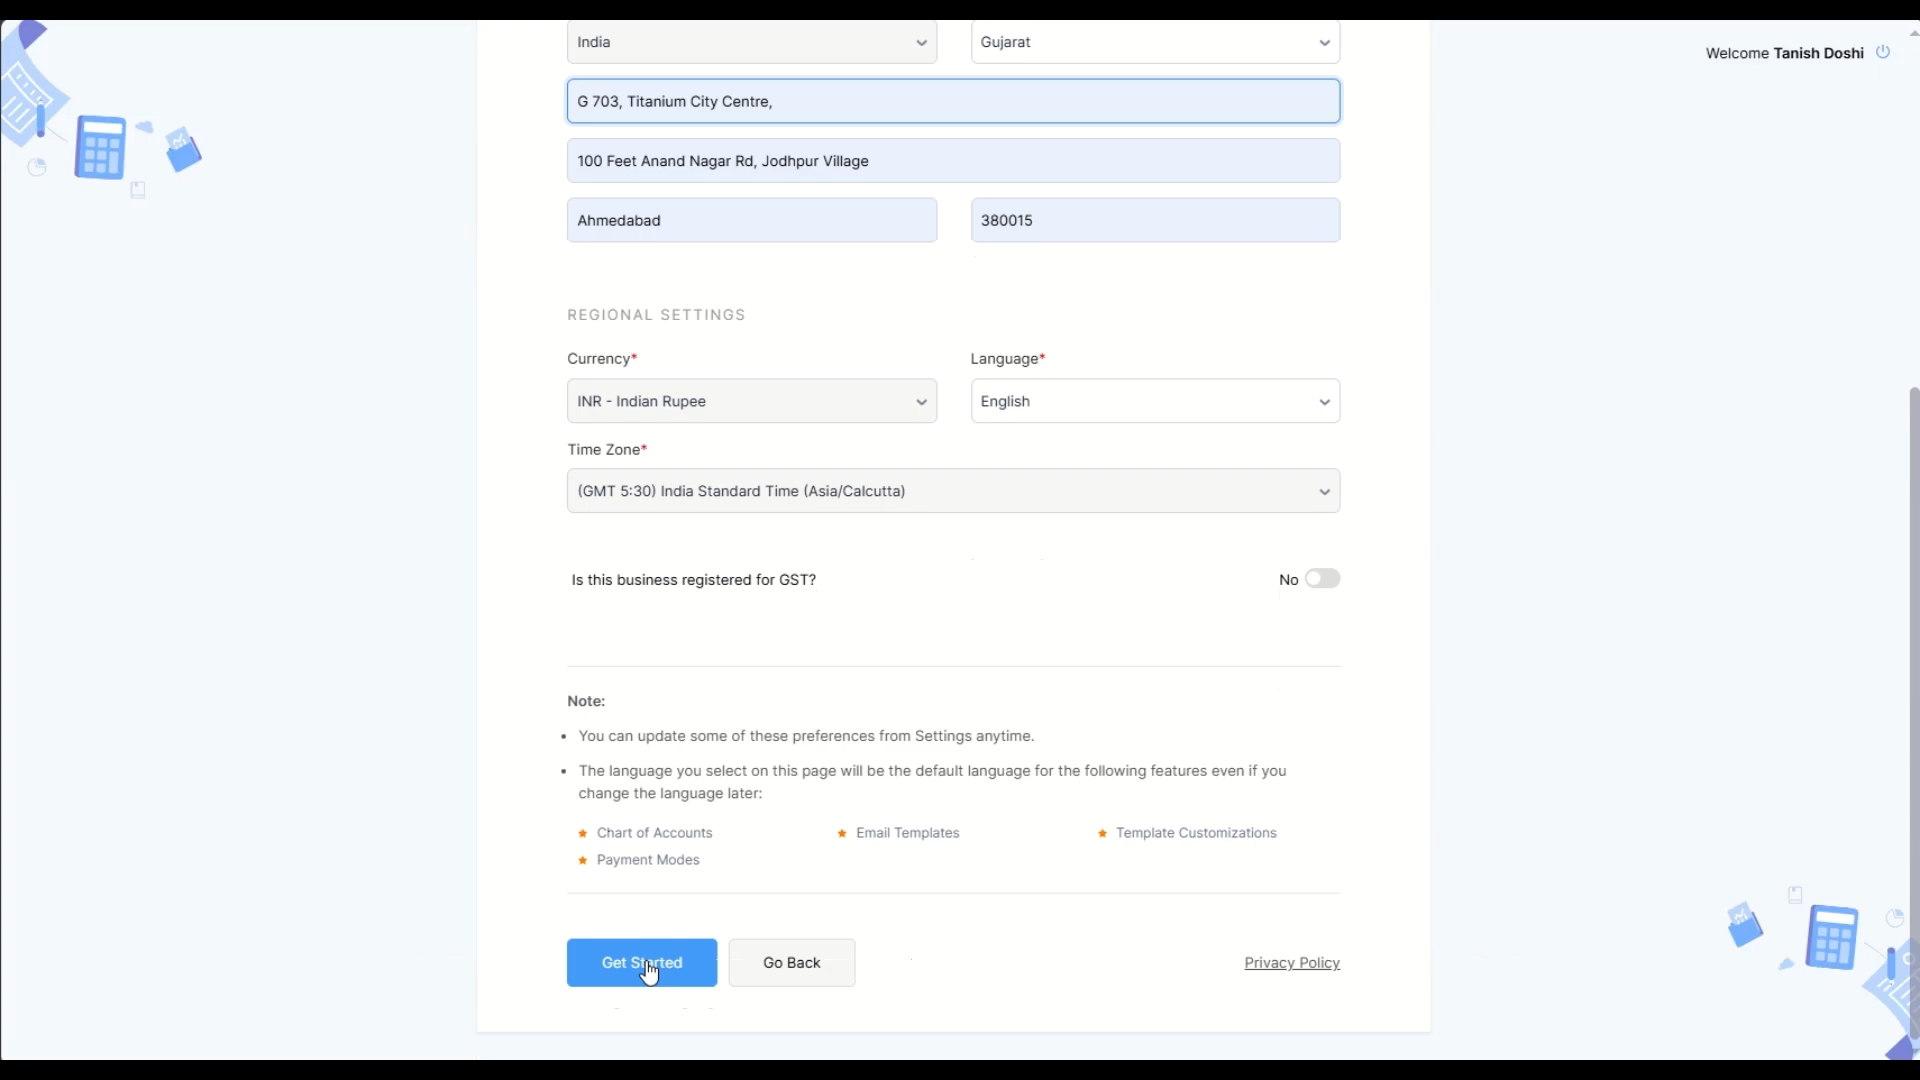 India
Gujarat
Welcome Tanish Doshi
G 703, Titanium City Centre,
100 Feet Anand Nagar Rd, Jodhpur Village
Ahmedabad
380015
REGIONAL SETTINGS
Currency*
Language*
INR - Indian Rupee
English
Time Zone*
(GMT 5:30) India Standard Time (Asia/Calcutta)
Is this business registered for GST?
No
Note:
• You can update some of these preferences from Settings anytime.
• The language you select on this page will be the default language for the following features even if you
change the language later:
Chart of Accounts
Email Templates
Template Customizations
Payment Modes
Get Started
Go Back
Privacy Policy